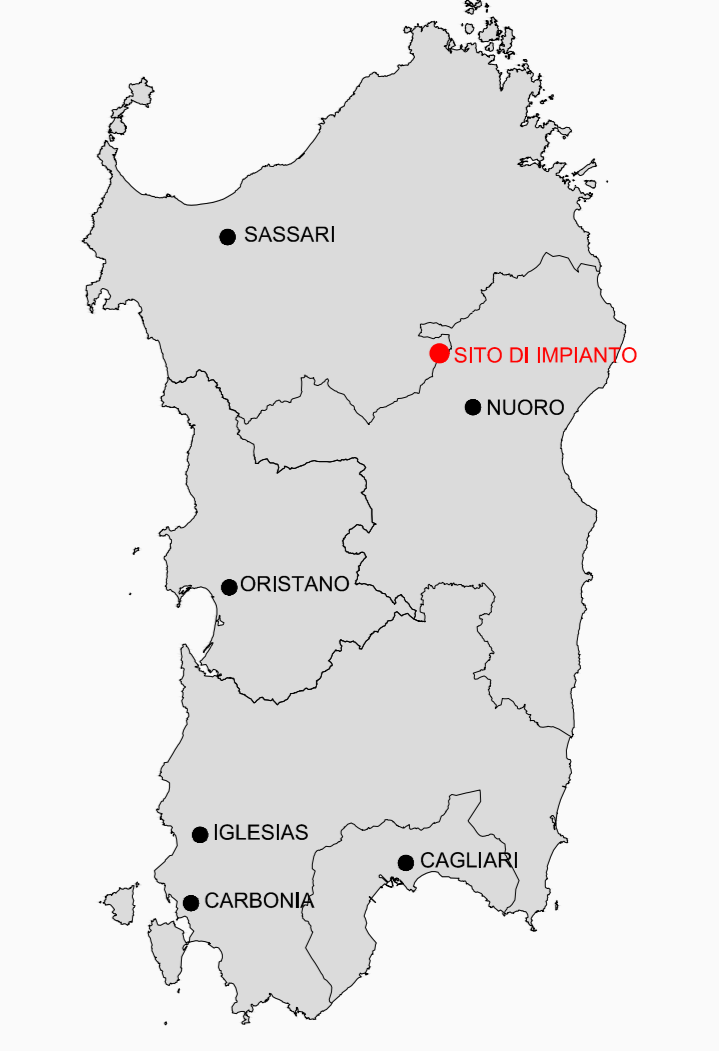 SASSARI
SITO DI IMPIANTO
NUORO
ORISTANO
IGLESIAS
CAGLIARI
CARBONIA